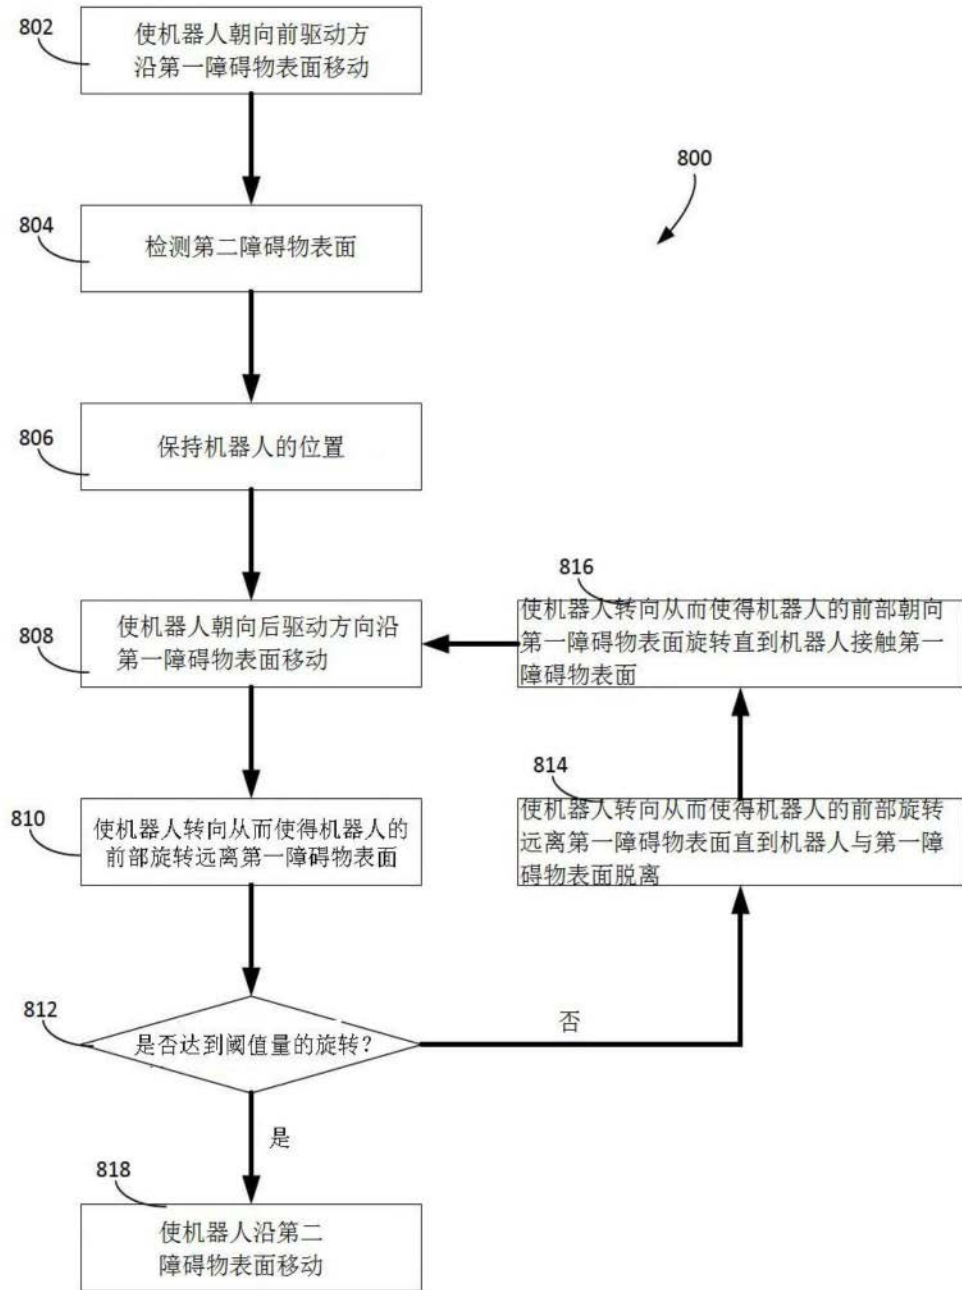 802
使机器人朝向前驱动方
沿第一障碍物表面移动
800
804
检测第二障碍物表面
806
保持机器人的位置
808
使机器人朝向后驱动方向沿
第一障碍物表面移动
816
使机器人转向从而使得机器人的前部朝向
第一障碍物表面旋转直到机器人接触第一
障碍物表面
810
使机器人转向从而使得机器人的
前部旋转远离第一障碍物表面
814
使机器人转向从而使得机器人的前部旋转
远离第一障碍物表面直到机器人与第一障
碍物表面脱离
812
是否达到阈值量的旋转？
否
是
818
使机器人沿第二
障碍物表面移动